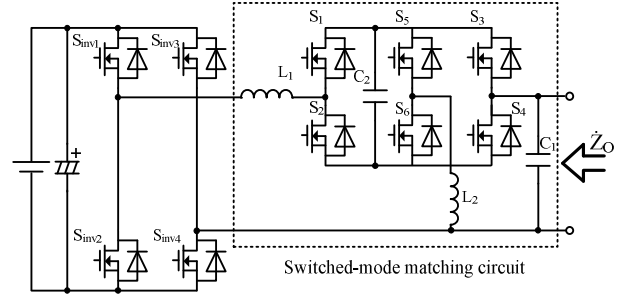 S1 S5 S3
Sinv1 Sinv3
L1 C2
S2 S6 S4
C1 ŻO
+
L2
Sinv2 Sinv4
Switched-mode matching circuit